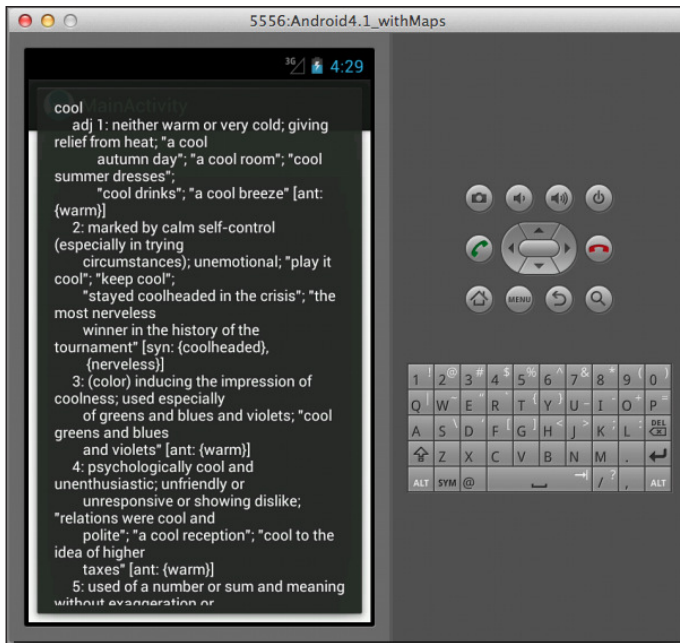 5556:Android4.1_withMaps
3G 4:29
MainActivity
cool
adj 1: neither warm or very cold; giving
relief from heat; "a cool
autumn day"; "a cool room"; "cool
summer dresses";
"cool drinks"; "a cool breeze" [ant:
{warm}]
2: marked by calm self-control
(especially in trying
circumstances); unemotional; "play it
cool"; "keep cool";
"stayed coolheaded in the crisis"; "the
most nerveless
winner in the history of the
tournament" [syn: {coolheaded},
{nerveless}]
3: (color) inducing the impression of
coolness; used especially
of greens and blues and violets; "cool
greens and blues
and violets" [ant: {warm}]
4: psychologically cool and
unenthusiastic; unfriendly or
unresponsive or showing dislike;
"relations were cool and
polite"; "a cool reception"; "cool to the
idea of higher
taxes" [ant: {warm}]
5: used of a number or sum and meaning
without exaggeration or
MENU
1 ! 2 @ 3 # 4 $ 5 % 6 ^ 7 & 8 * 9 ( 0 )
Q | W ~ E " R ` T { Y } U _ I - O + P =
A S \ D ' F [ G ] H < J > K ; L : DEL
Z X C V B N M .
ALT SYM @ / ? , ALT